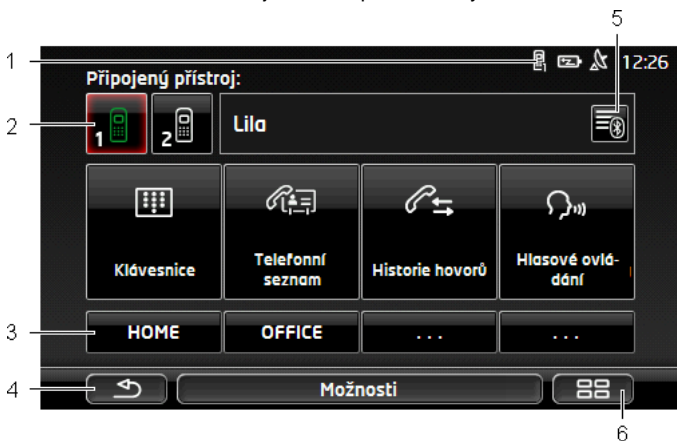 5
1
12:26
Připojený přístroj:
2
1
2
Lila
Klávesnice
Telefonní
seznam
Historie hovorů
Hlasové ovlá-
dání
3
HOME
OFFICE
...
...
4
Možnosti
6